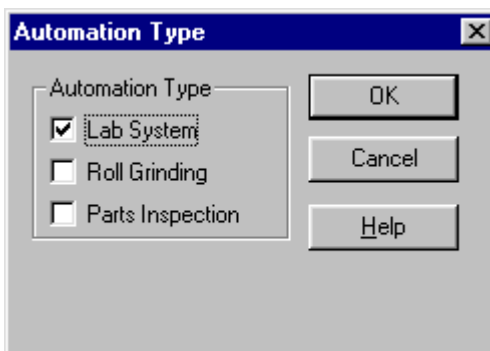 Automation Type
Automation Type
Lab System
Roll Grinding
Parts Inspection
OK
Cancel
Help